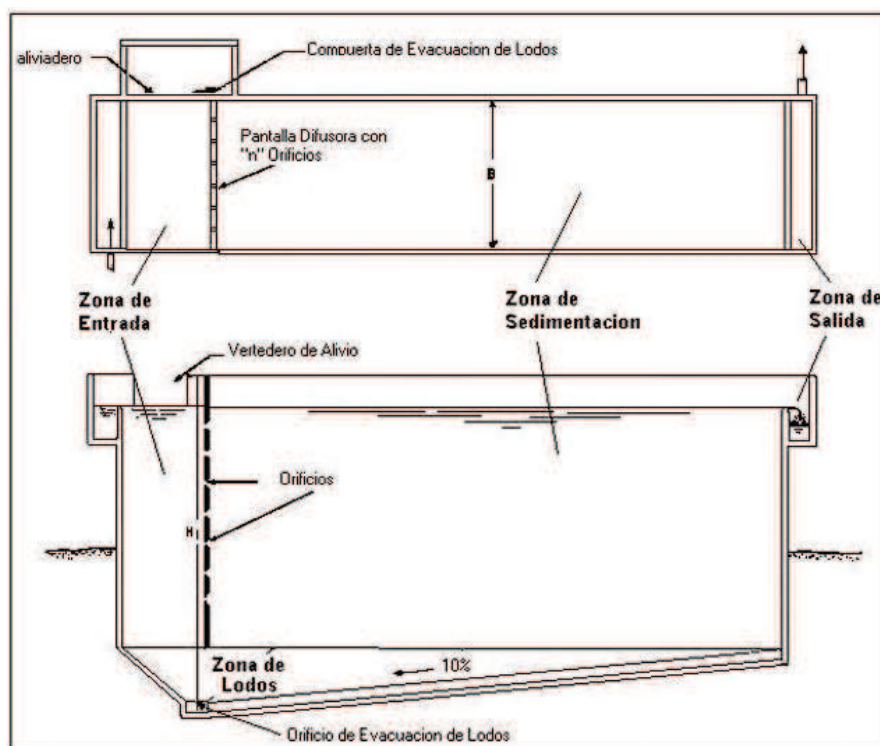 aliviadero
Compuerta de Evacuacion de Lodos
Pantalla Difusora con
"n" Orificios
B
Zona de
Entrada
Zona de
Sedimentacion
Zona de
Salida
Vertedero de Alivio
Orificios
H
Zona de
Lodos
10%
Orificio de Evacuacion de Lodos